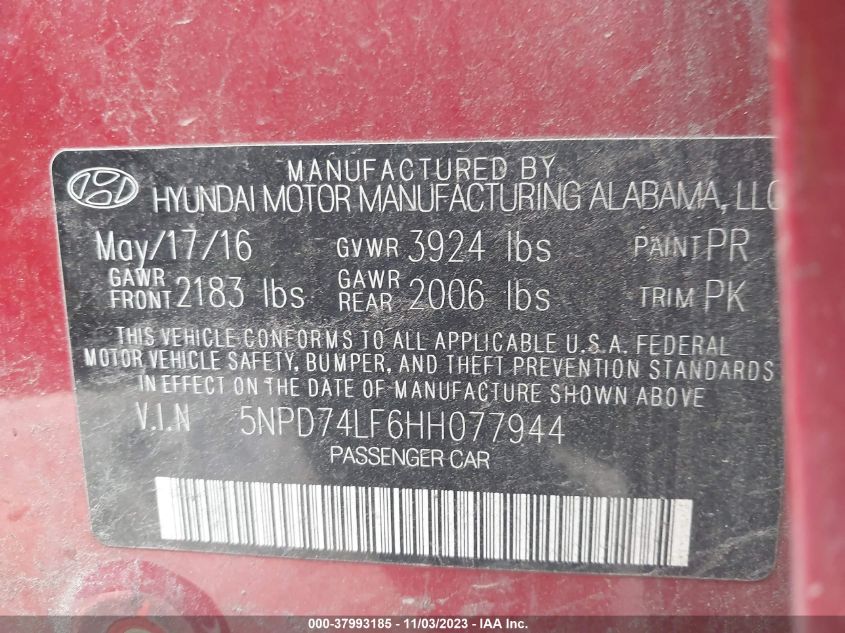 MANUFACTURED BY
HYUNDAI MOTOR MANUFACTURING ALABAMA, LLC
May/17/16 GVWR 3924 lbs PAINT PR
GAWR FRONT 2183 lbs GAWR REAR 2006 lbs TRIM PK
THIS VEHICLE CONFORMS TO ALL APPLICABLE U.S.A. FEDERAL
MOTOR VEHICLE SAFETY, BUMPER, AND THEFT PREVENTION STANDARDS
IN EFFECT ON THE DATE OF MANUFACTURE SHOWN ABOVE
V.I.N 5NPD74LF6HH077944
PASSENGER CAR
000-37993185 - 11/03/2023 - Copyright © 2023 IAA, Inc.